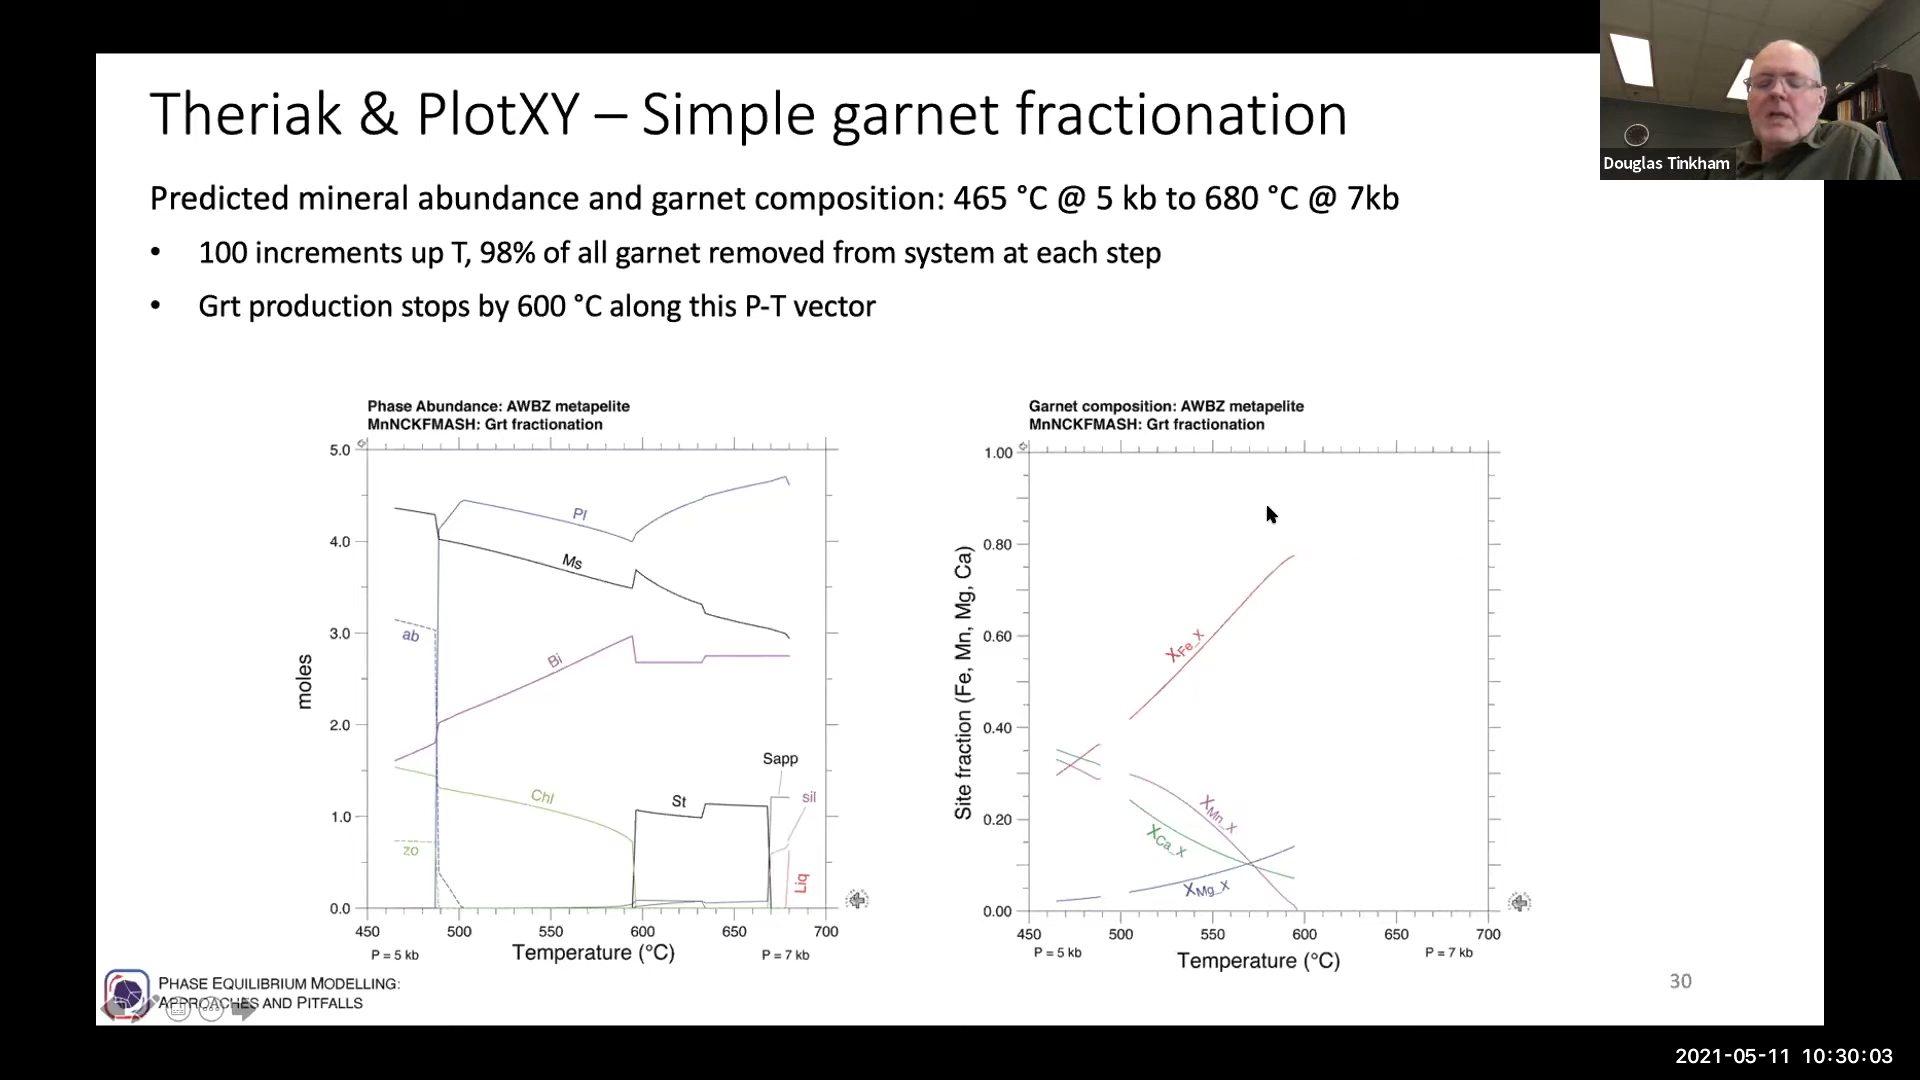 Theriak & PlotXY – Simple garnet fractionation
Douglas Tinkham
Predicted mineral abundance and garnet composition: 465 °C @ 5 kb to 680 °C @ 7kb
• 100 increments up T, 98% of all garnet removed from system at each step
• Grt production stops by 600 °C along this P-T vector
Phase Abundance: AWBZ metapelite
MnNCKFMASH: Grt fractionation
5.0
4.0
3.0
2.0
1.0
0.0
moles
Pl
Ms
ab
Bi
Chl
zo
St
Sapp
sil
Liq
450 500 550 600 650 700
P = 5 kb
Temperature (°C)
P = 7 kb
Garnet composition: AWBZ metapelite
MnNCKFMASH: Grt fractionation
1.00
0.80
0.60
0.40
0.20
0.00
Site fraction (Fe, Mn, Mg, Ca)
XFe_X
XMn_X
XCa_X
XMg_X
450 500 550 600 650 700
P = 5 kb
Temperature (°C)
P = 7 kb
PHASE EQUILIBRIUM MODELLING:
APPROACHES AND PITFALLS
30
2021-05-11 10:30:03